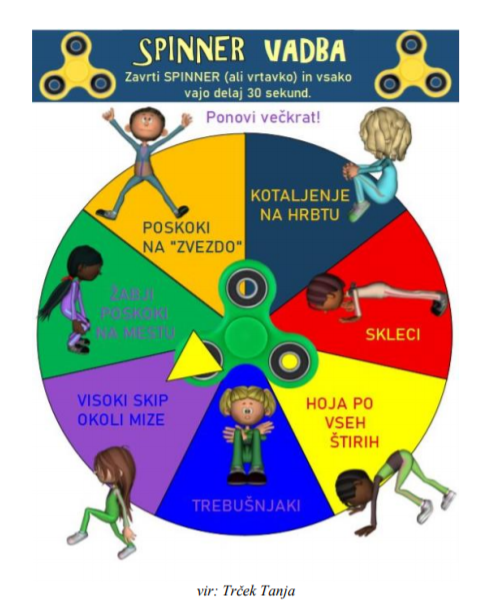 SPINNER VADBA
Zavrti SPINNER (ali vrtavko) in vsako
vajo delaj 30 sekund.
Ponovi večkrat!
POSKOKI
NA "ZVEZDO"
KOTALJENJE
NA HRBTU
ŽABJI
POSKOKI
NA MESTU
SKLECI
VISOKI SKIP
OKOLI MIZE
HOJA PO
VSEH
ŠTIRIH
TREBUŠNJAKI
vir: Trček Tanja